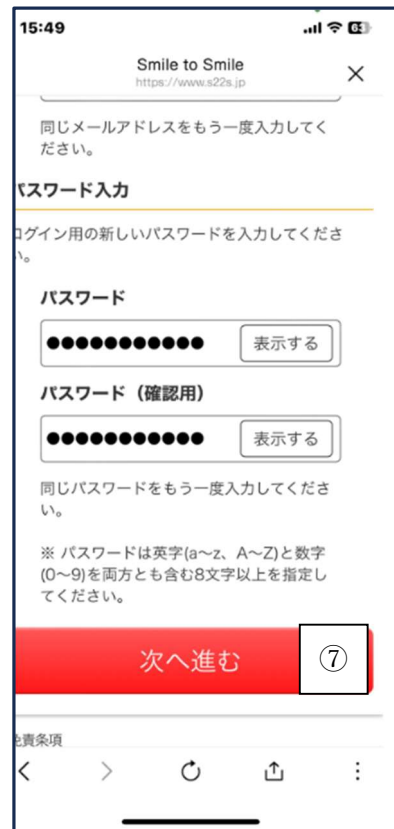 15:49
63
Smile to Smile
https://www.s22s.jp
同じメールアドレスをもう一度入力してく
ださい。
パスワード入力
ログイン用の新しいパスワードを入力してくださ
い。
パスワード
●●●●●●●●●●●
表示する
パスワード（確認用）
●●●●●●●●●●●
表示する
同じパスワードをもう一度入力してくださ
い。
※ パスワードは英字(a〜z、A〜Z)と数字
(0〜9)を両方とも含む8文字以上を指定し
てください。
次へ進む
⑦
免責条項